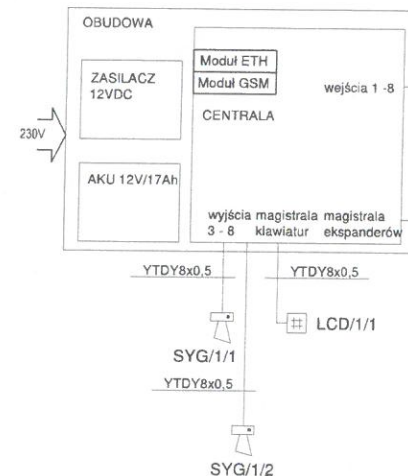 OBUDOWA
ZASILACZ
12VDC
Moduł ETH
Moduł GSM
wejścia 1 -8
CENTRALA
230V
AKU 12V/17Ah
wyjścia
3 - 8
magistrala
klawiatur
magistrala
ekspanderów
YTDY8x0,5
YTDY8x0,5
SYG/1/1
LCD/1/1
YTDY8x0,5
SYG/1/2